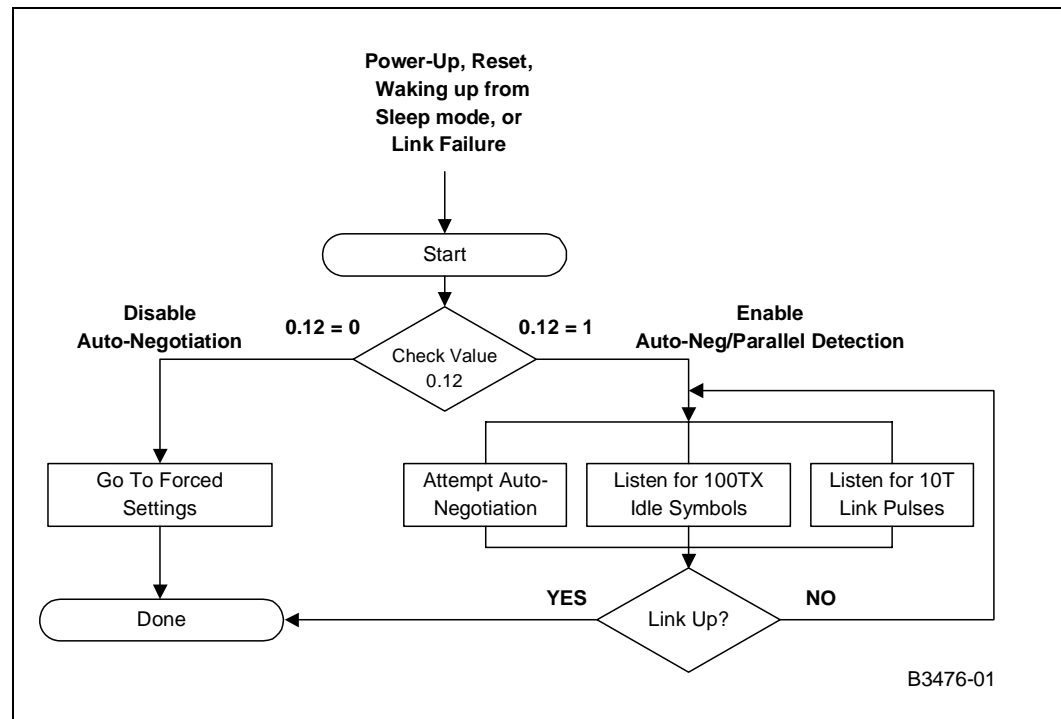 Power-Up, Reset,
Waking up from
Sleep mode, or
Link Failure
Start
Disable
Auto-Negotiation
0.12 = 0
0.12 = 1
Enable
Auto-Neg/Parallel Detection
Check Value
0.12
Go To Forced
Settings
Attempt Auto-
Negotiation
Listen for 100TX
Idle Symbols
Listen for 10T
Link Pulses
Done
YES
Link Up?
NO
B3476-01